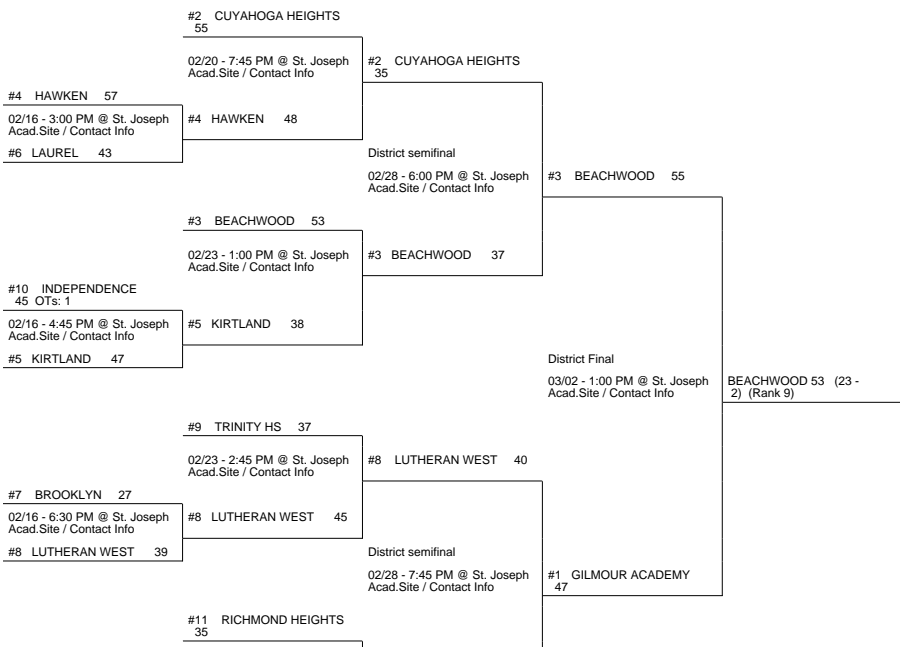 #2 CUYAHOGA HEIGHTS
55
02/20 - 7:45 PM @ St. Joseph
Acad.Site / Contact Info
#2 CUYAHOGA HEIGHTS
35
#4 HAWKEN 57
02/16 - 3:00 PM @ St. Joseph
Acad.Site / Contact Info
#4 HAWKEN 48
#6 LAUREL 43
District semifinal
02/28 - 6:00 PM @ St. Joseph
Acad.Site / Contact Info
#3 BEACHWOOD 55
#3 BEACHWOOD 53
02/23 - 1:00 PM @ St. Joseph
Acad.Site / Contact Info
#3 BEACHWOOD 37
#10 INDEPENDENCE
45 OTs: 1
02/16 - 4:45 PM @ St. Joseph
Acad.Site / Contact Info
#5 KIRTLAND 38
#5 KIRTLAND 47
District Final
03/02 - 1:00 PM @ St. Joseph
Acad.Site / Contact Info
BEACHWOOD 53 (23 -
2) (Rank 9)
#9 TRINITY HS 37
02/23 - 2:45 PM @ St. Joseph
Acad.Site / Contact Info
#8 LUTHERAN WEST 40
#7 BROOKLYN 27
02/16 - 6:30 PM @ St. Joseph
Acad.Site / Contact Info
#8 LUTHERAN WEST 45
#8 LUTHERAN WEST 39
District semifinal
02/28 - 7:45 PM @ St. Joseph
Acad.Site / Contact Info
#1 GILMOUR ACADEMY
47
#11 RICHMOND HEIGHTS
35